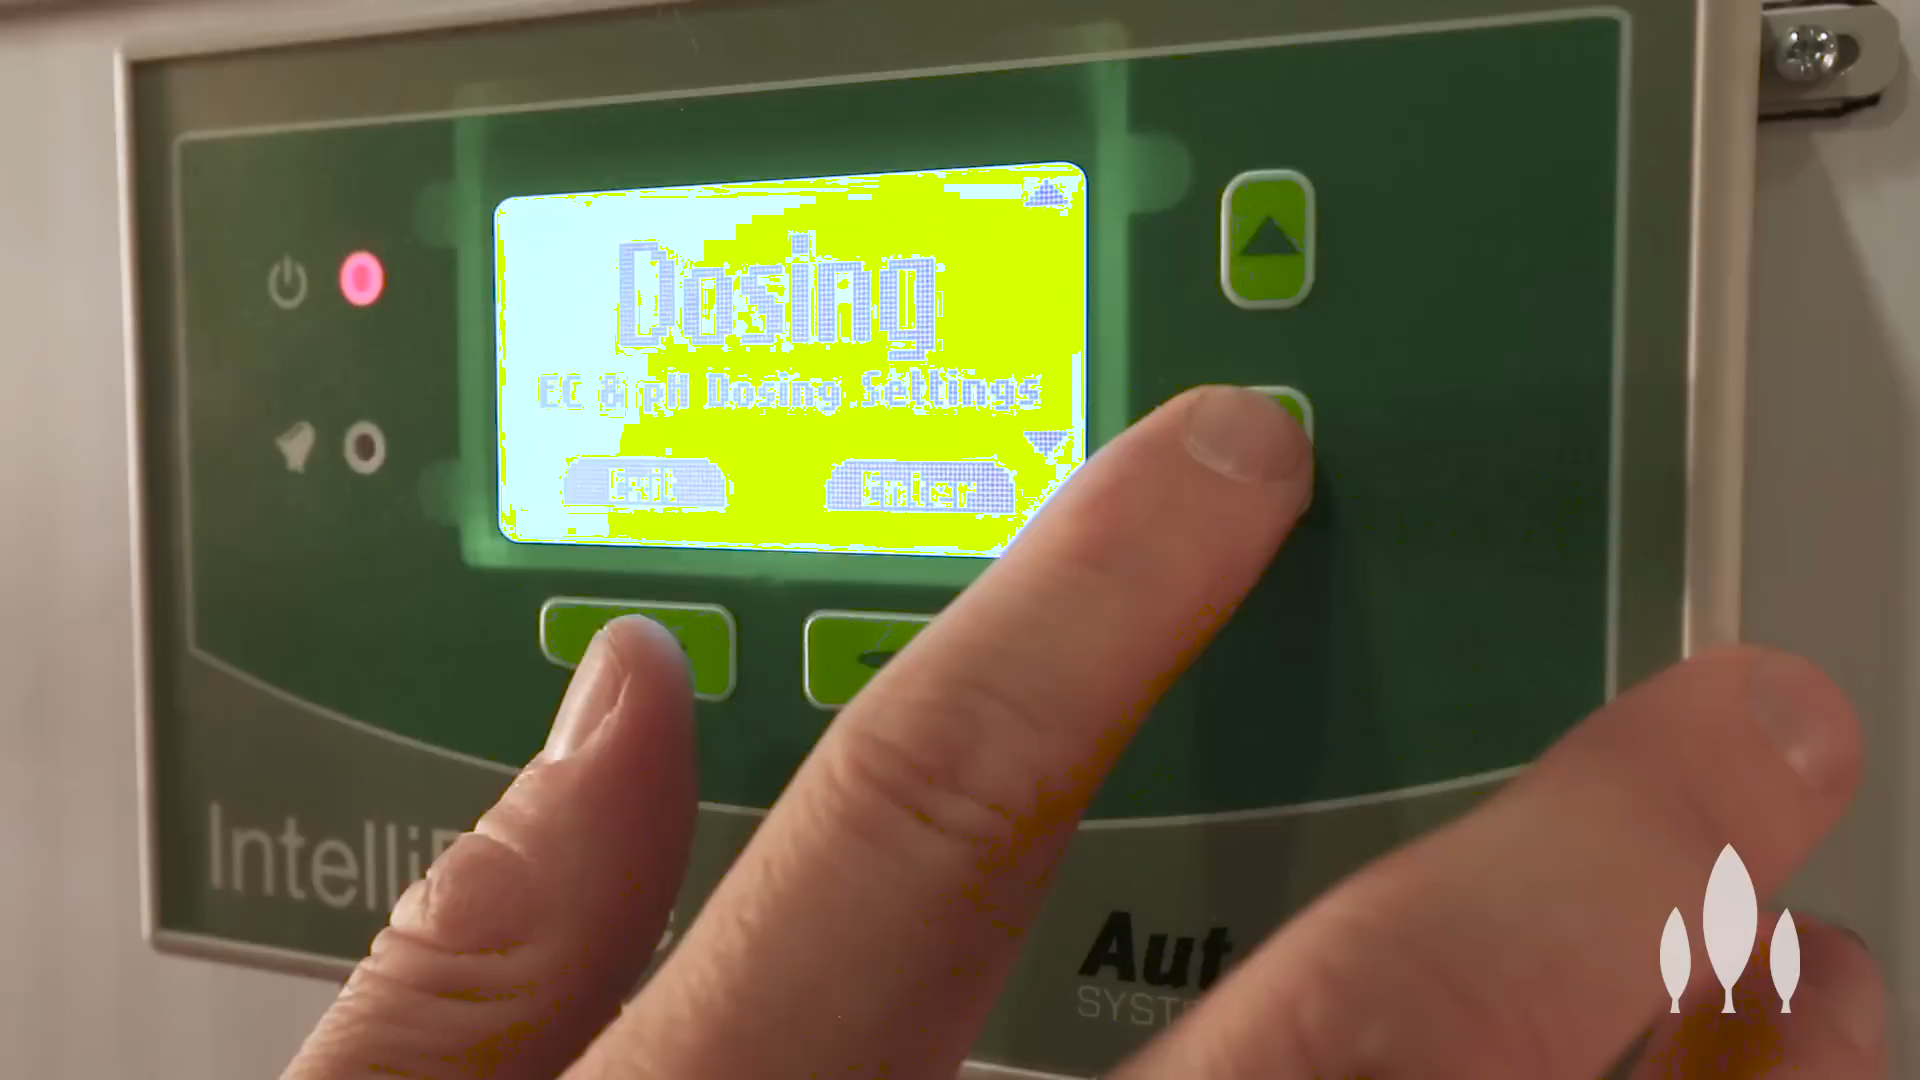 Dosing
EC & pH Dosing Settings
Exit Enter
Intelli
Aut
SYST